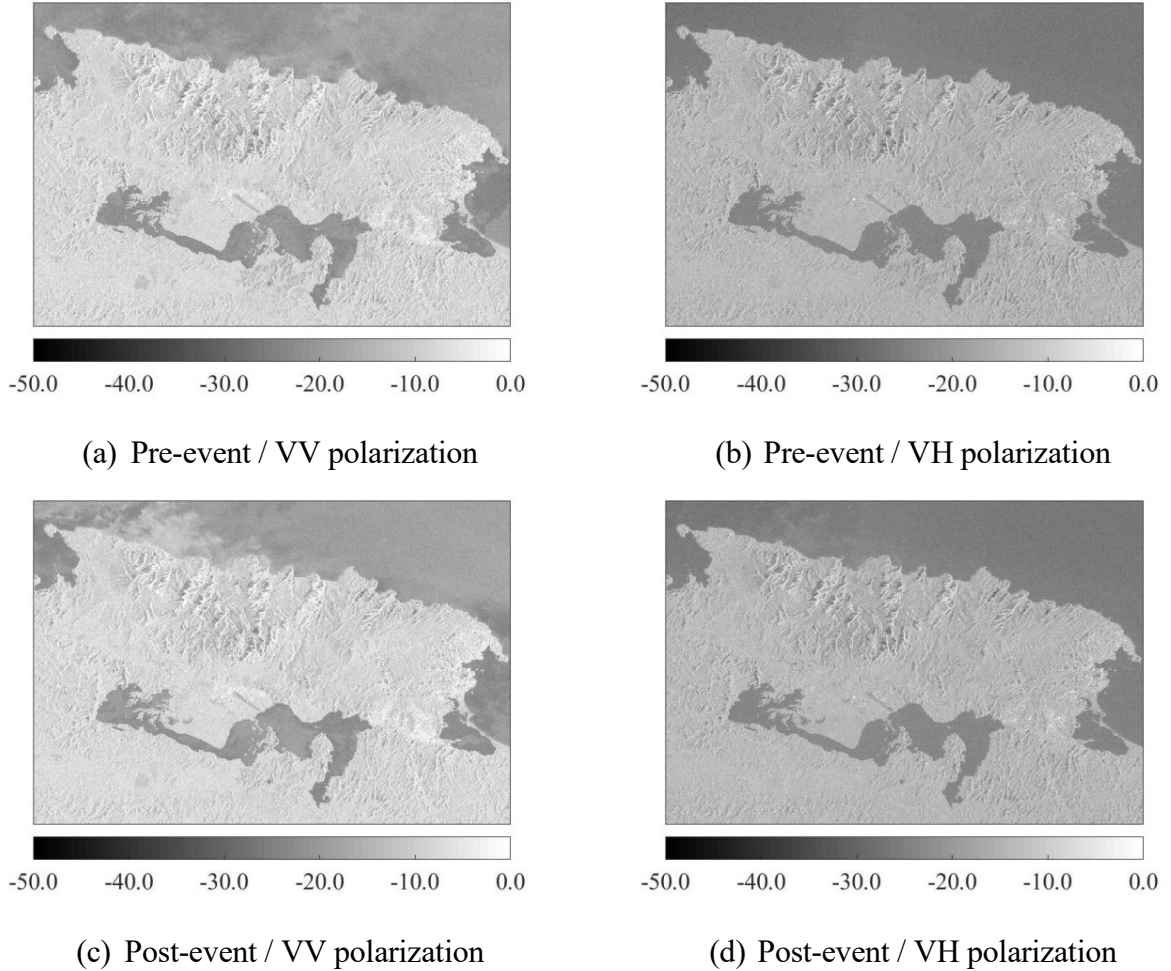 -50.0 -40.0 -30.0 -20.0 -10.0 0.0
-50.0 -40.0 -30.0 -20.0 -10.0 0.0
(a) Pre-event / VV polarization
(b) Pre-event / VH polarization
-50.0 -40.0 -30.0 -20.0 -10.0 0.0
-50.0 -40.0 -30.0 -20.0 -10.0 0.0
(c) Post-event / VV polarization
(d) Post-event / VH polarization